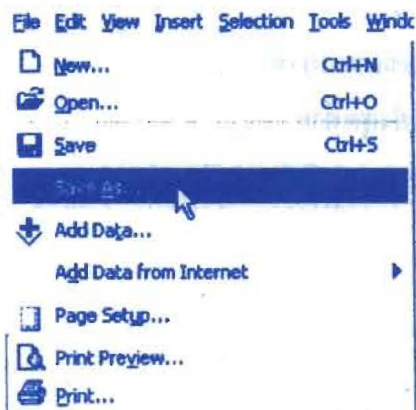 File Edit View Insert Selection Tools Windo
New... Ctrl+N
Open... Ctrl+O
Save Ctrl+S
Save As...
Add Data...
Add Data from Internet
Page Setup...
Print Preview...
Print...